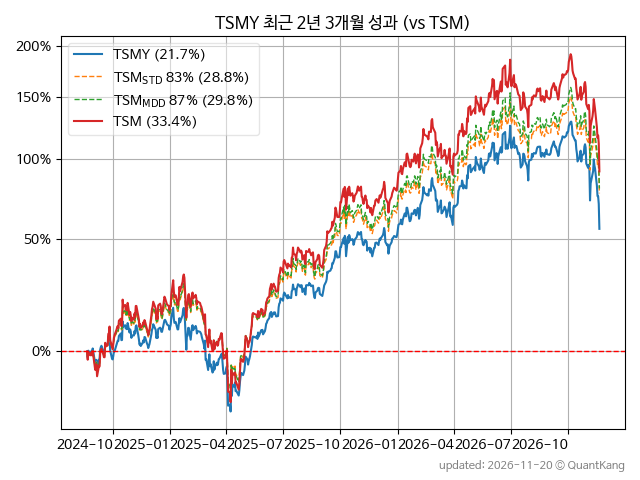 TSMY 최근 2년 3개월 성과 (vs TSM)
200%
150%
100%
50%
0%
TSMY (21.7%)
TSM_STD 83% (28.8%)
TSM_MDD 87% (29.8%)
TSM (33.4%)
2024-10 2025-01 2025-04 2025-07 2025-10 2026-01 2026-04 2026-07 2026-10
updated: 2026-11-20 © QuantKang